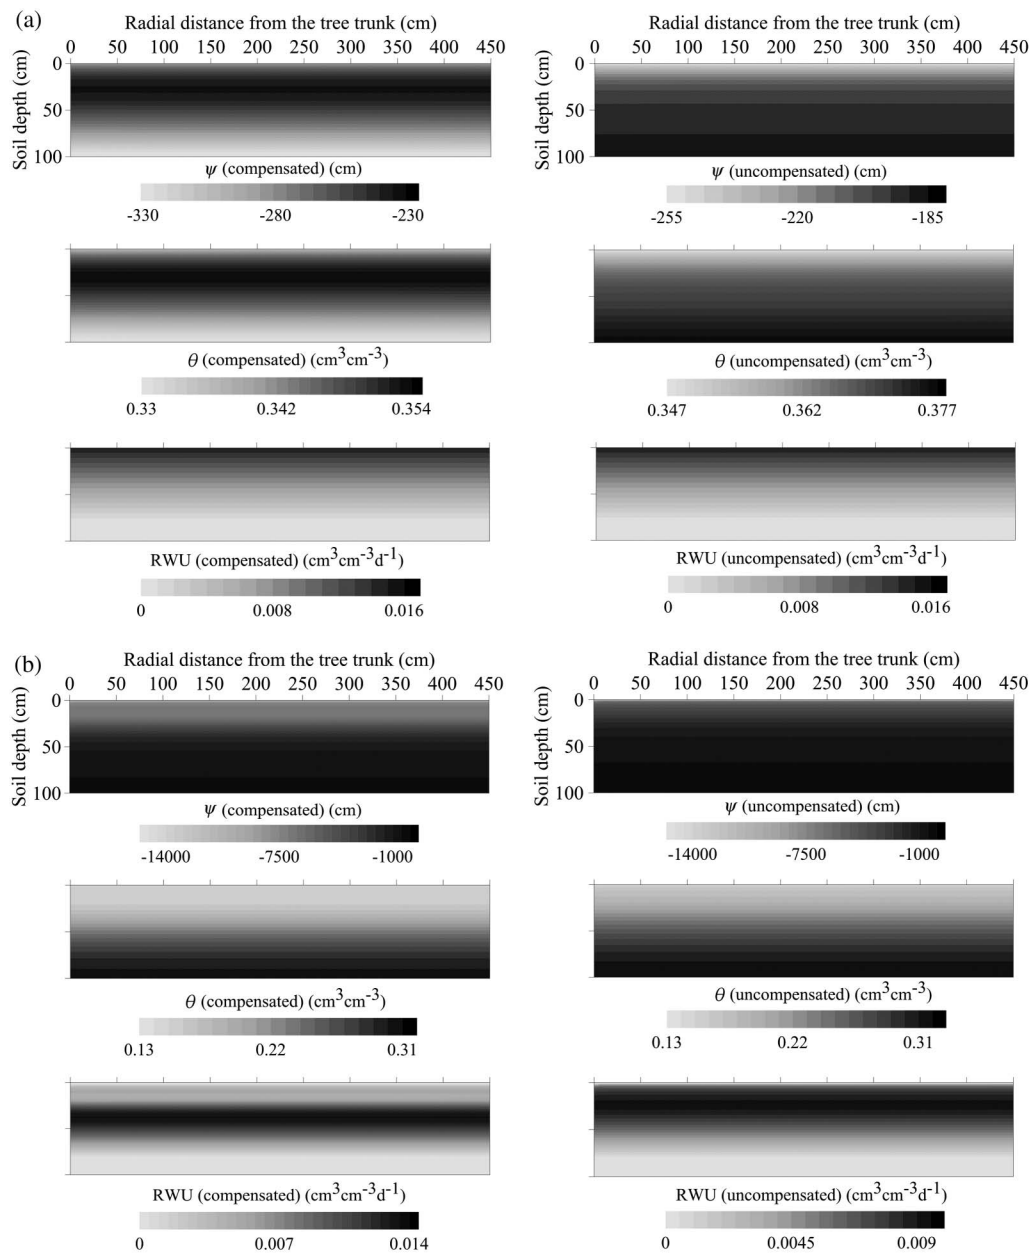 (a)
Radial distance from the tree trunk (cm)
0 50 100 150 200 250 300 350 400 450
Soil depth (cm)
0
50
100
ψ (compensated) (cm)
-330 -280 -230
Radial distance from the tree trunk (cm)
0 50 100 150 200 250 300 350 400 450
Soil depth (cm)
0
50
100
ψ (uncompensated) (cm)
-255 -220 -185
θ (compensated) (cm³cm⁻³)
0.33 0.342 0.354
θ (uncompensated) (cm³cm⁻³)
0.347 0.362 0.377
RWU (compensated) (cm³cm⁻³d⁻¹)
0 0.008 0.016
RWU (uncompensated) (cm³cm⁻³d⁻¹)
0 0.008 0.016
(b)
Radial distance from the tree trunk (cm)
0 50 100 150 200 250 300 350 400 450
Soil depth (cm)
0
50
100
ψ (compensated) (cm)
-14000 -7500 -1000
Radial distance from the tree trunk (cm)
0 50 100 150 200 250 300 350 400 450
Soil depth (cm)
0
50
100
ψ (uncompensated) (cm)
-14000 -7500 -1000
θ (compensated) (cm³cm⁻³)
0.13 0.22 0.31
θ (uncompensated) (cm³cm⁻³)
0.13 0.22 0.31
RWU (compensated) (cm³cm⁻³d⁻¹)
0 0.007 0.014
RWU (uncompensated) (cm³cm⁻³d⁻¹)
0 0.0045 0.009